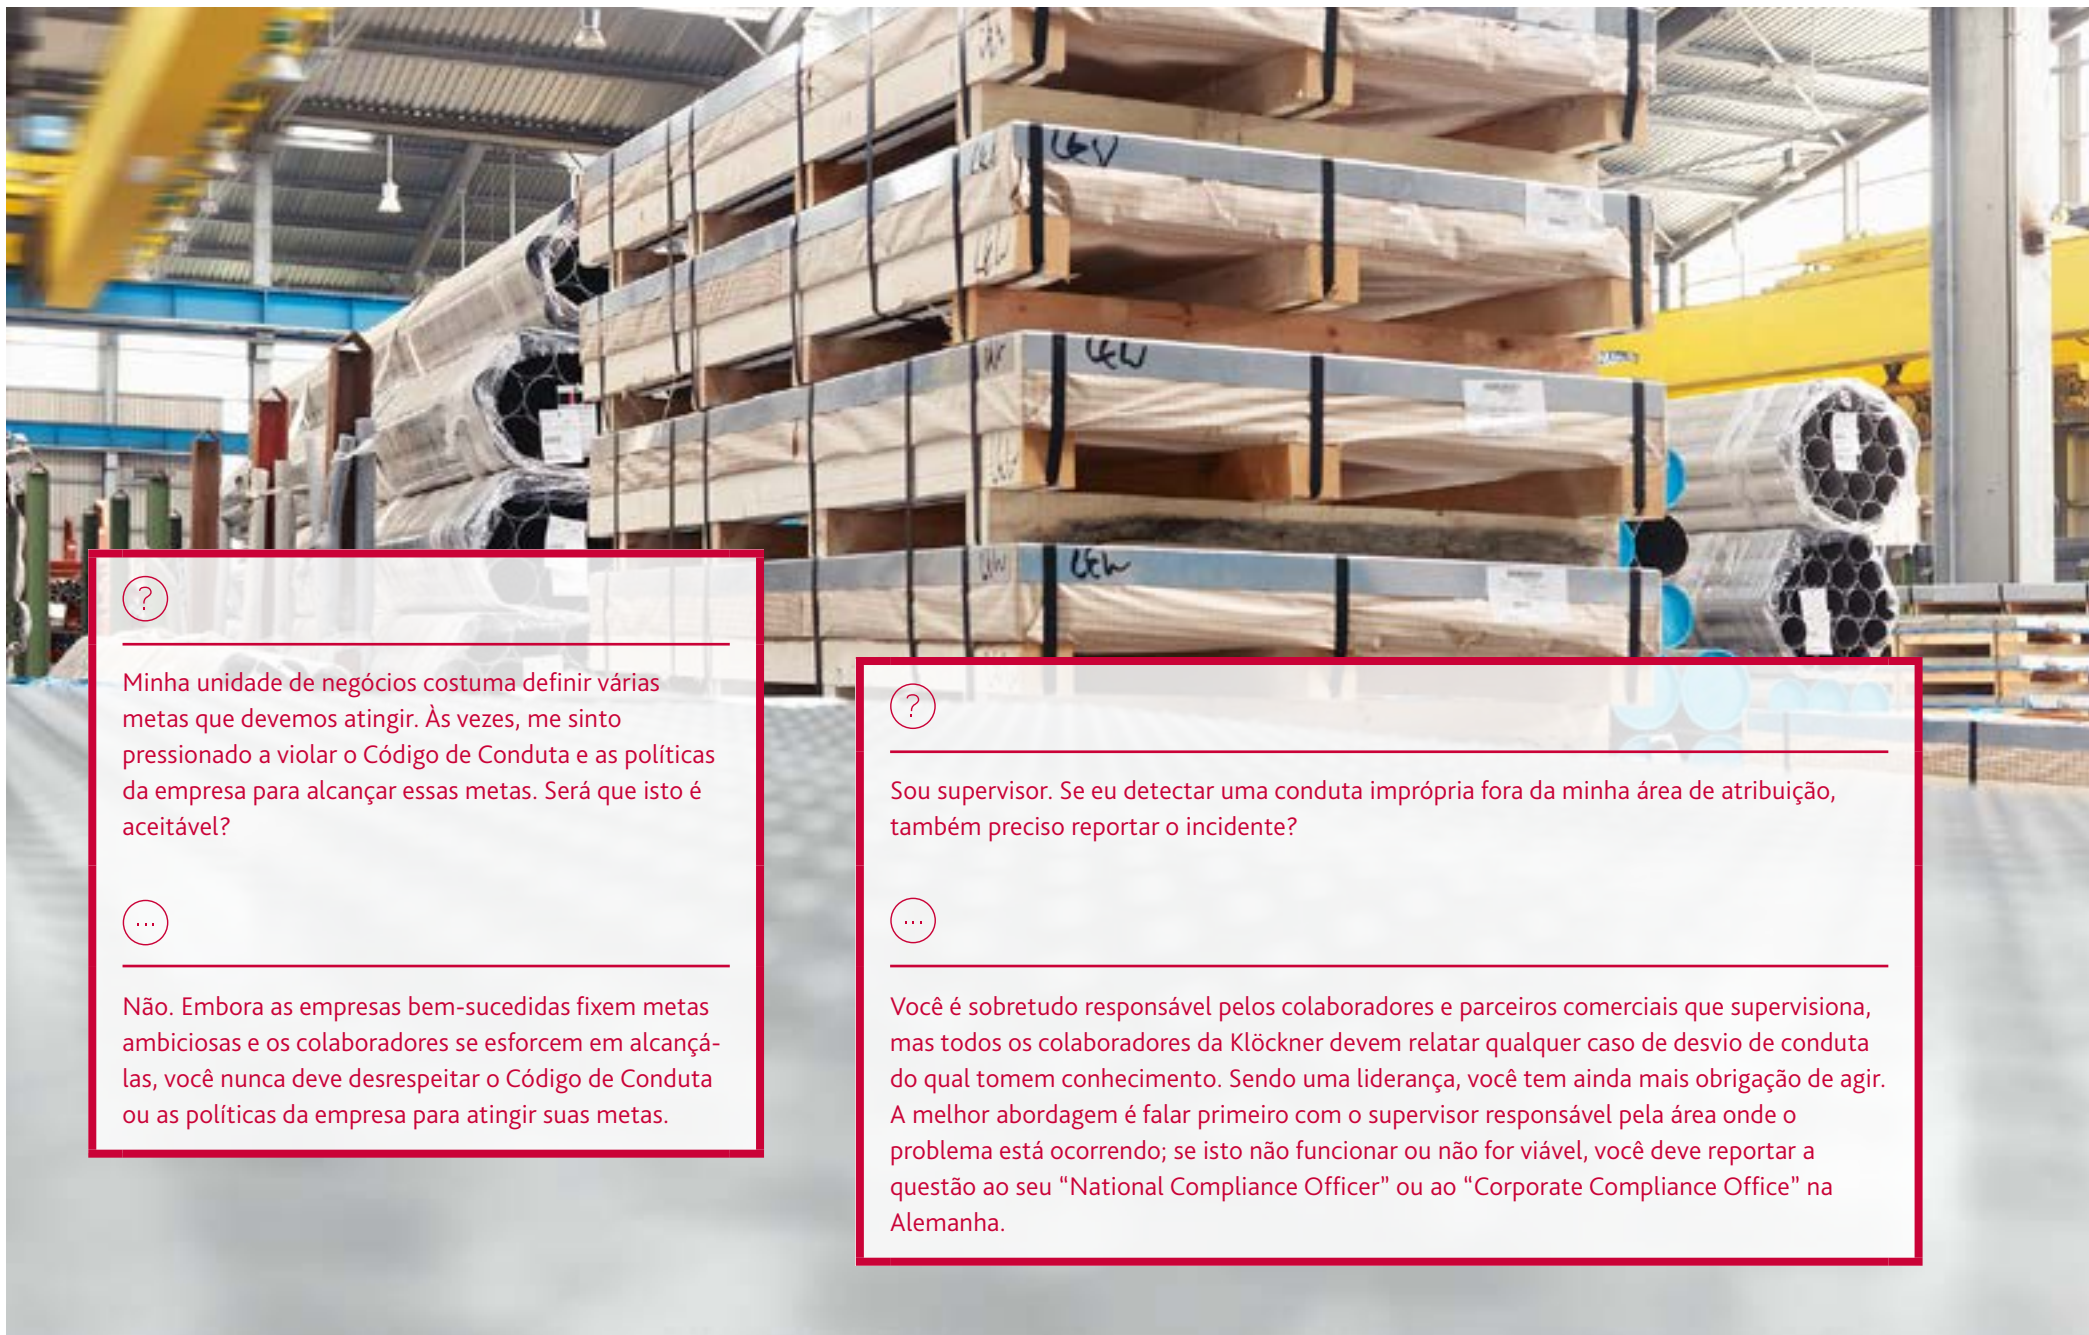 ?
Minha unidade de negócios costuma definir várias
metas que devemos atingir. Às vezes, me sinto
pressionado a violar o Código de Conduta e as políticas
da empresa para alcançar essas metas. Será que isto é
aceitável?
...
Não. Embora as empresas bem-sucedidas fixem metas
ambiciosas e os colaboradores se esforcem em alcançá-
las, você nunca deve desrespeitar o Código de Conduta
ou as políticas da empresa para atingir suas metas.
?
Sou supervisor. Se eu detectar uma conduta imprópria fora da minha área de atribuição,
também preciso reportar o incidente?
...
Você é sobretudo responsável pelos colaboradores e parceiros comerciais que supervisiona,
mas todos os colaboradores da Klöckner devem relatar qualquer caso de desvio de conduta
do qual tomem conhecimento. Sendo uma liderança, você tem ainda mais obrigação de agir.
A melhor abordagem é falar primeiro com o supervisor responsável pela área onde o
problema está ocorrendo; se isto não funcionar ou não for viável, você deve reportar a
questão ao seu “National Compliance Officer” ou ao “Corporate Compliance Office” na
Alemanha.